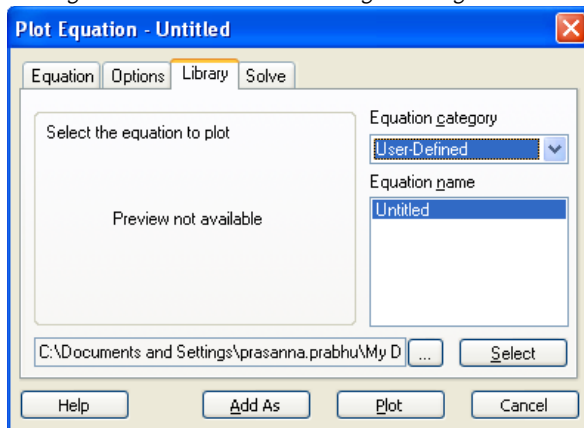 Plot Equation - Untitled
Equation Options Library Solve
Select the equation to plot
Preview not available
Equation category
User-Defined
Equation name
Untitled
C:\Documents and Settings\prasanna.prabhu\My D ... Select
Help Add As Plot Cancel